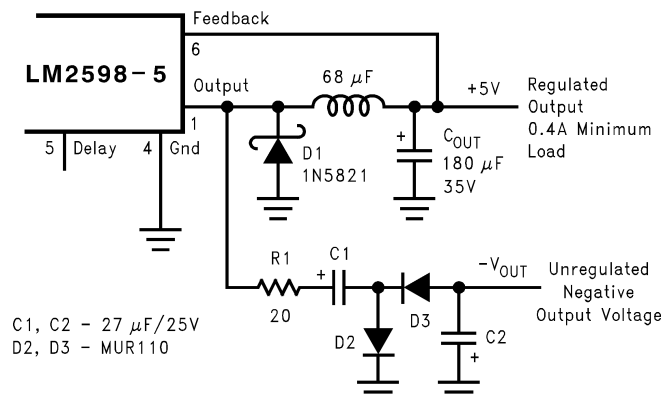 Feedback
6
LM2598-5
Output
1
68 μF
+5V
Regulated
Output
0.4A Minimum
Load
5 Delay 4 Gnd
D1
1N5821
+
COUT
180 μF
35V
R1
20
+
C1
D2
D3
-VOUT
Unregulated
Negative
Output Voltage
C2
+
C1, C2 - 27 μF/25V
D2, D3 - MUR110